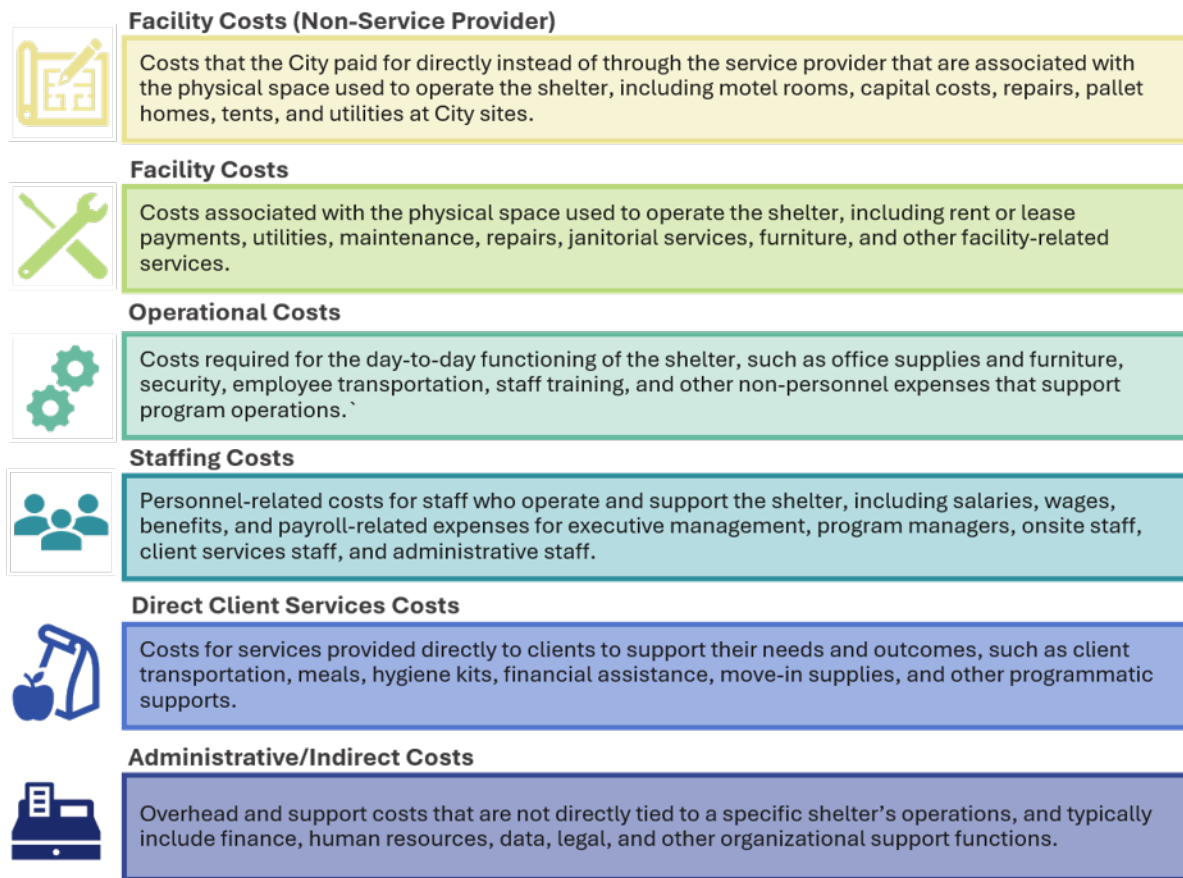 Facility Costs (Non-Service Provider)
Costs that the City paid for directly instead of through the service provider that are associated with
the physical space used to operate the shelter, including motel rooms, capital costs, repairs, pallet
homes, tents, and utilities at City sites.
Facility Costs
Costs associated with the physical space used to operate the shelter, including rent or lease
payments, utilities, maintenance, repairs, janitorial services, furniture, and other facility-related
services.
Operational Costs
Costs required for the day-to-day functioning of the shelter, such as office supplies and furniture,
security, employee transportation, staff training, and other non-personnel expenses that support
program operations.`
Staffing Costs
Personnel-related costs for staff who operate and support the shelter, including salaries, wages,
benefits, and payroll-related expenses for executive management, program managers, onsite staff,
client services staff, and administrative staff.
Direct Client Services Costs
Costs for services provided directly to clients to support their needs and outcomes, such as client
transportation, meals, hygiene kits, financial assistance, move-in supplies, and other programmatic
supports.
Administrative/Indirect Costs
Overhead and support costs that are not directly tied to a specific shelter’s operations, and typically
include finance, human resources, data, legal, and other organizational support functions.